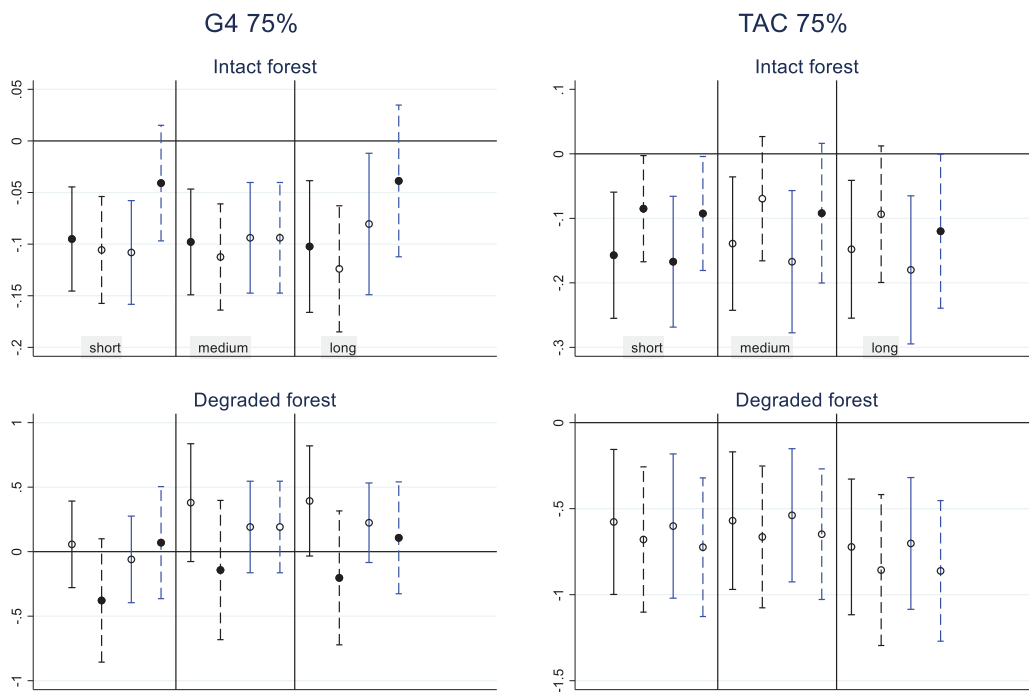 G4 75%
TAC 75%
Intact forest
Intact forest
.05
0
-.05
-.1
-.15
-.2
short medium long
.1
0
-.1
-.2
-.3
short medium long
Degraded forest
Degraded forest
1
.5
0
-.5
-1
0
-.5
-1
-1.5